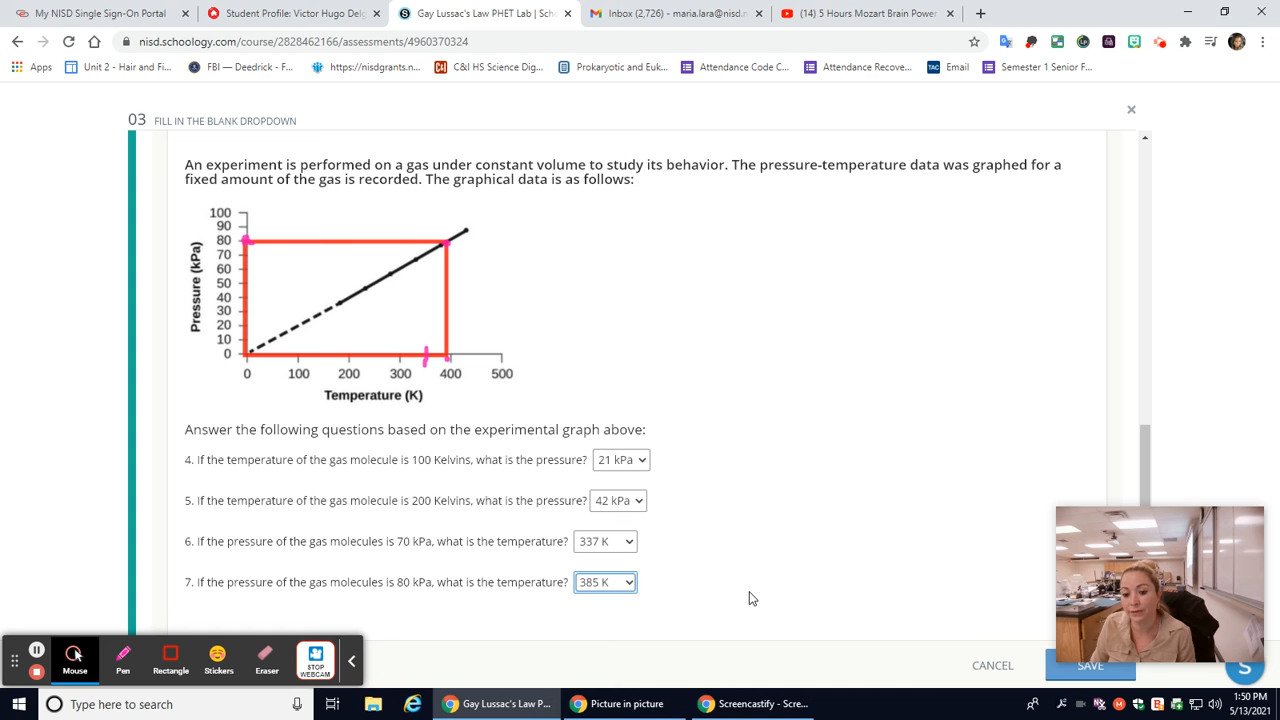 My NISD Single Sign-On Portal
Student Profile: Victor Hugo Delg
Gay Lussac's Law PHET Lab | Scho
Inbox (2,726) - maria.lara@nisd.n
(14) 5 Hours Mozart Brain Power
nisd.schoology.com/course/2828462166/assessments/4960370324
Apps
Unit 2 - Hair and Fi...
FBI — Deedrick - F...
https://nisdgrants.n...
C&I HS Science Dig...
Prokaryotic and Euk...
Attendance Code C...
Attendance Recove...
Email
Semester 1 Senior F...
03 FILL IN THE BLANK DROPDOWN
An experiment is performed on a gas under constant volume to study its behavior. The pressure-temperature data was graphed for a
fixed amount of the gas is recorded. The graphical data is as follows:
Pressure (kPa)
100
90
80
70
60
50
40
30
20
10
0
0 100 200 300 400 500
Temperature (K)
Answer the following questions based on the experimental graph above:
4. If the temperature of the gas molecule is 100 Kelvins, what is the pressure? 21 kPa
5. If the temperature of the gas molecule is 200 Kelvins, what is the pressure? 42 kPa
6. If the pressure of the gas molecules is 70 kPa, what is the temperature? 337 K
7. If the pressure of the gas molecules is 80 kPa, what is the temperature? 385 K
Mouse
Pen
Rectangle
Stickers
Eraser
STOP
WEBCAM
CANCEL
SAVE
S
Type here to search
Gay Lussac's Law P...
Picture in picture
Screencastify - Scre...
1:50 PM
5/13/2021